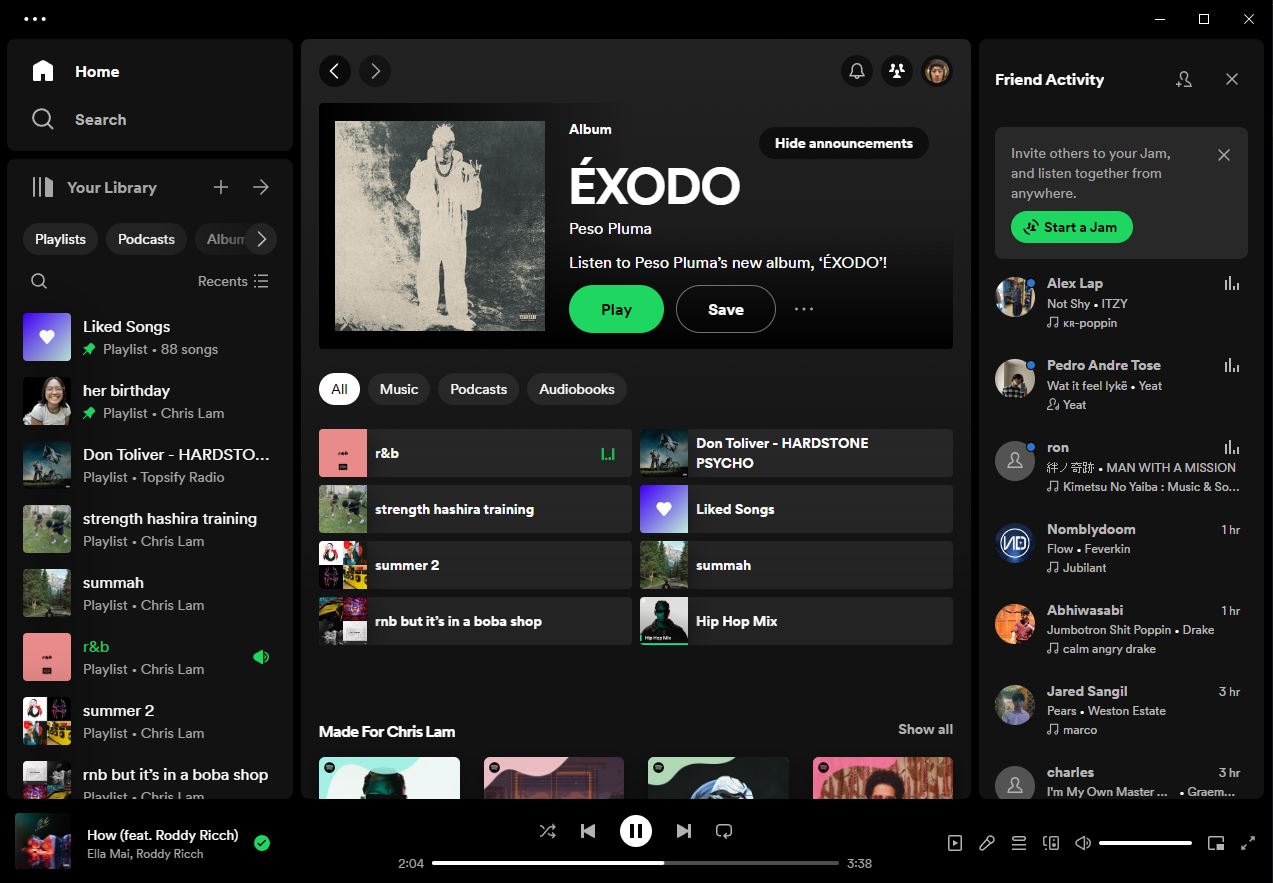 Home
Search
Your Library
Playlists
Podcasts
Album
Recents
Liked Songs
Playlist • 88 songs
her birthday
Playlist • Chris Lam
Don Toliver - HARDSTO...
Playlist • Topsify Radio
strength hashira training
Playlist • Chris Lam
summah
Playlist • Chris Lam
r&b
Playlist • Chris Lam
summer 2
Playlist • Chris Lam
rnb but it's in a boba shop
Playlist • Chris Lam
Album
Hide announcements
ÉXODO
Peso Pluma
Listen to Peso Pluma's new album, 'ÉXODO'!
Play
Save
All
Music
Podcasts
Audiobooks
r&b
Don Toliver - HARDSTONE
PSYCHO
strength hashira training
Liked Songs
summer 2
summah
rnb but it's in a boba shop
Hip Hop Mix
Hip Hop Mix
Made For Chris Lam
Show all
Friend Activity
Invite others to your Jam,
and listen together from
anywhere.
Start a Jam
Alex Lap
Not Shy • ITZY
KR-poppin
Pedro Andre Tose
Wat it feel lykë • Yeat
Yeat
ron
絆ノ奇跡 • MAN WITH A MISSION
Kimetsu No Yaiba : Music & So...
Nomblydoom
1 hr
Flow • Feverkin
Jubilant
Abhiwasabi
1 hr
Jumbotron Shit Poppin • Drake
calm angry drake
Jared Sangil
3 hr
Pears • Weston Estate
marco
charles
3 hr
I'm My Own Master ... • Graem...
How (feat. Roddy Ricch)
Ella Mai, Roddy Ricch
2:04
3:38